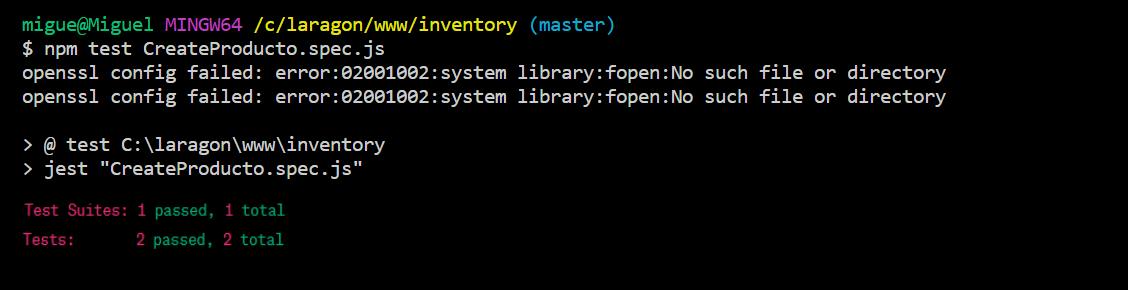 migue@Miguel MINGW64 /c/laragon/www/inventory (master)
$ npm test CreateProducto.spec.js
openssl config failed: error:02001002:system library:fopen:No such file or directory
openssl config failed: error:02001002:system library:fopen:No such file or directory
> @ test C:\laragon\www\inventory
> jest "CreateProducto.spec.js"
Test Suites: 1 passed, 1 total
Tests: 2 passed, 2 total